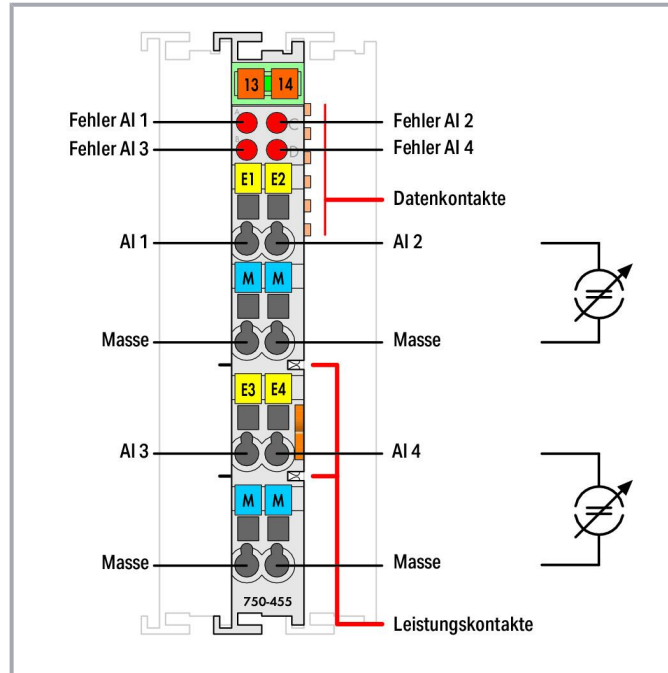 13 14
A C
Fehler AI 1 Fehler AI 2
Fehler AI 3 D Fehler AI 4
E1 E2
Datenkontakte
AI 1 AI 2
M M
Masse Masse
E3 E4
AI 3 AI 4
M M
Masse Masse
750-455
Leistungskontakte